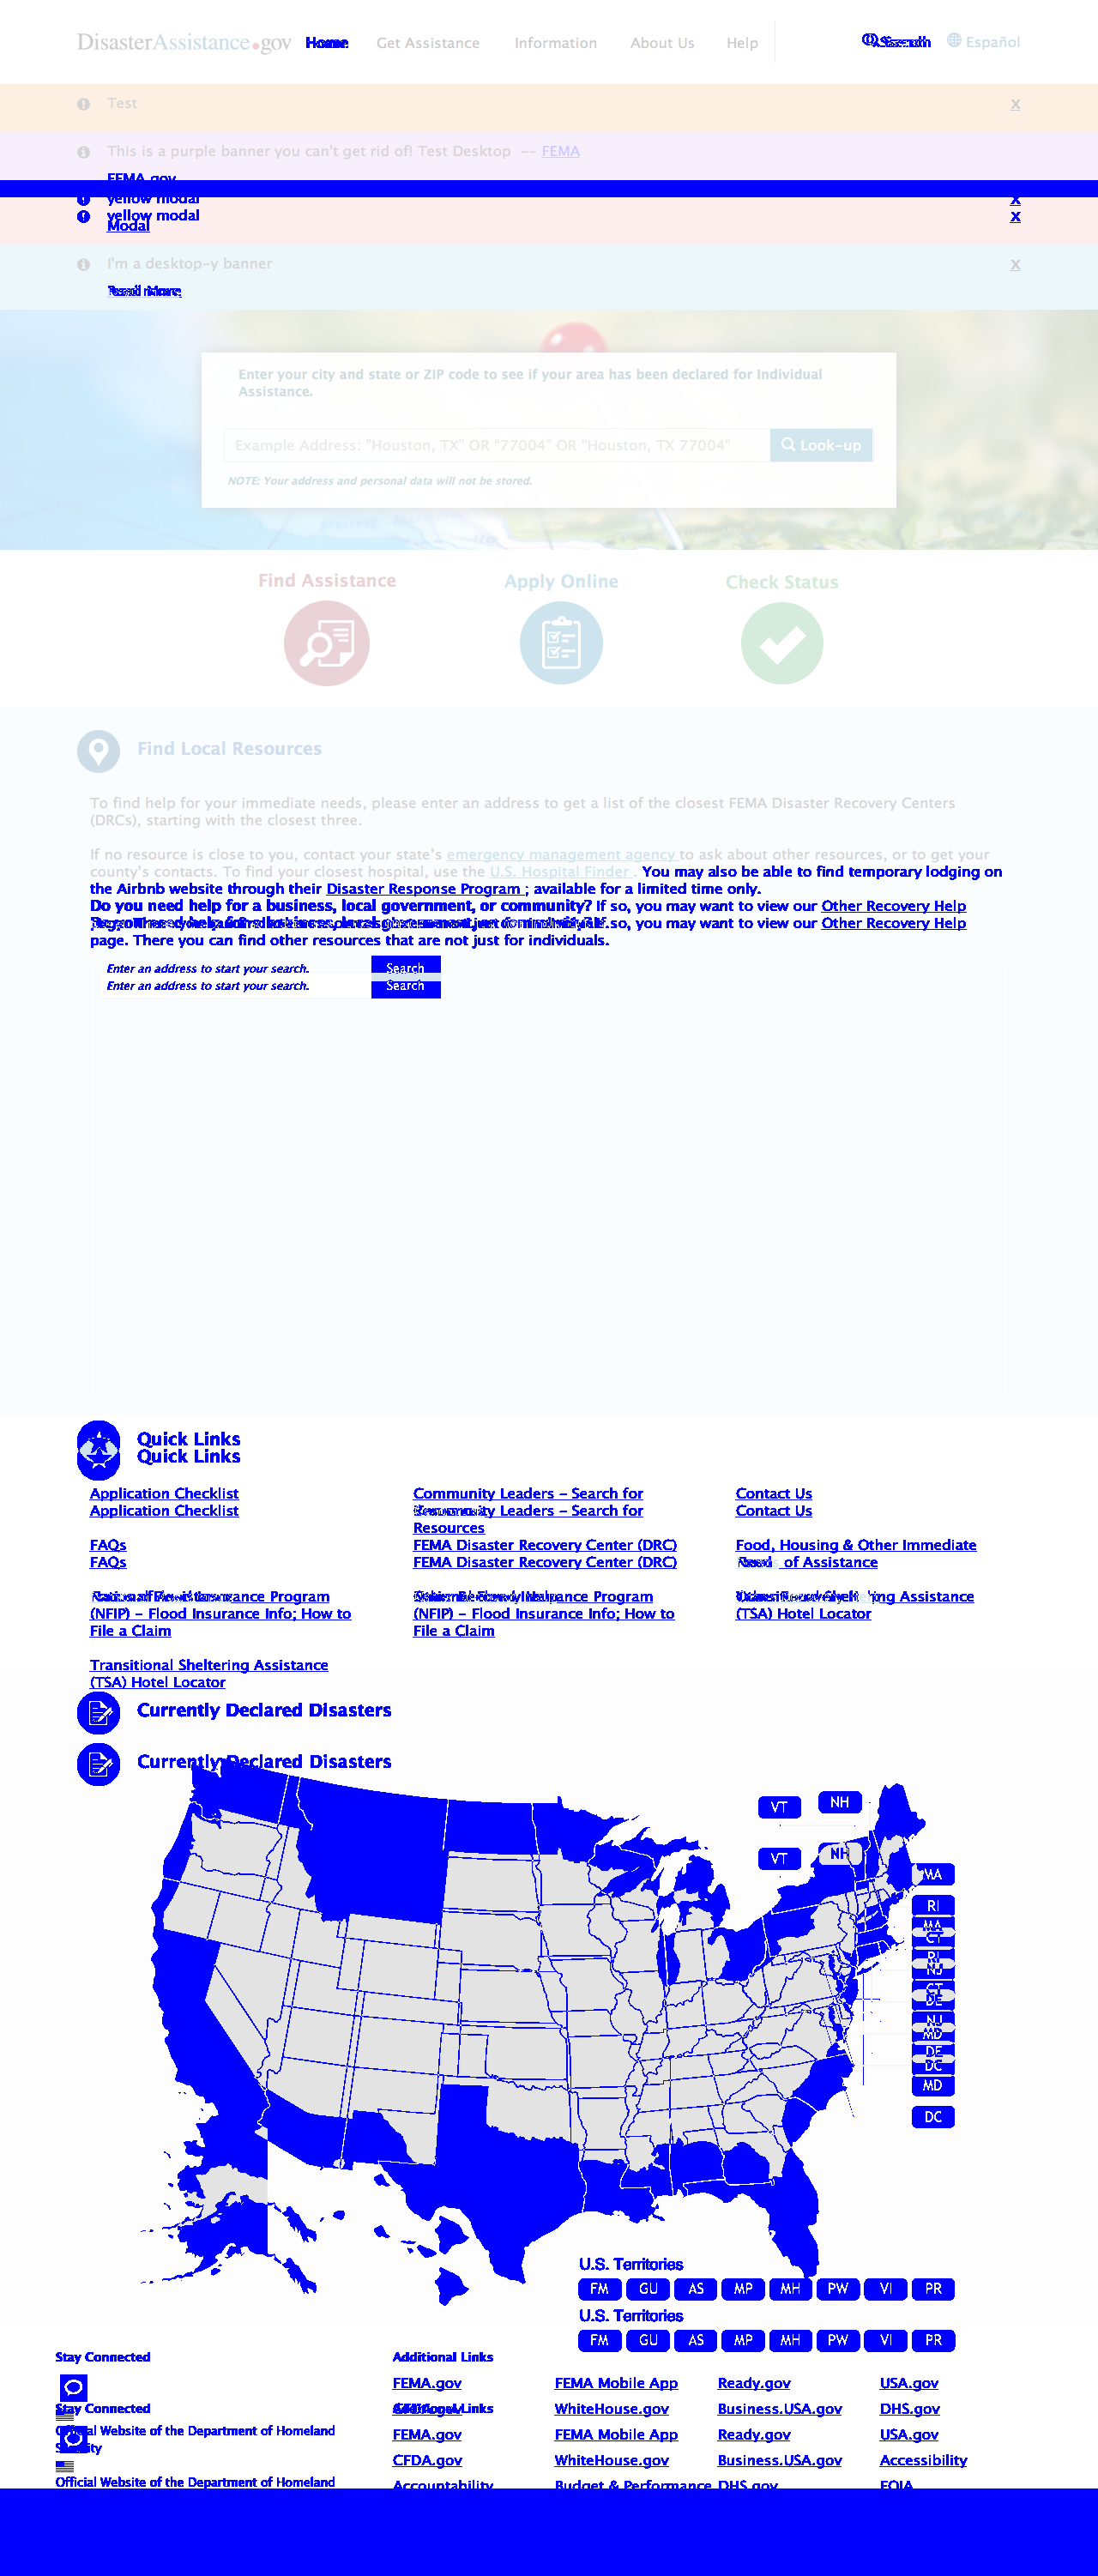 DisasterAssistance.gov Home Get Assistance Information About Us Help Search Español
Test X
This is a purple banner you can't get rid of! Test Desktop -- FEMA
FEMA.gov
yellow modal X
yellow modal X
Modal
I'm a desktop-y banner X
Enter your city and state or ZIP code to see if your area has been declared for Individual
Assistance.
Example Address: "Houston, TX" OR "77004" OR "Houston, TX 77004" Look-up
NOTE: Your address and personal data will not be stored.
Find Assistance Apply Online Check Status
Find Local Resources
To find help for your immediate needs, please enter an address to get a list of the closest FEMA Disaster Recovery Centers
(DRCs), starting with the closest three.
If no resource is close to you, contact your state's emergency management agency to ask about other resources, or to get your
county's contacts. To find your closest hospital, use the U.S. Hospital Finder . You may also be able to find temporary lodging on
the Airbnb website through their Disaster Response Program ; available for a limited time only.
Do you need help for a business, local government, or community? If so, you may want to view our Other Recovery Help
so, you may want to view our Other Recovery Help
page. There you can find other resources that are not just for individuals.
Enter an address to start your search. Search
Enter an address to start your search. Search
Quick Links
Quick Links
Application Checklist Community Leaders - Search for Contact Us
Application Checklist Leaders - Search for Contact Us
Resources
FAQs FEMA Disaster Recovery Center (DRC) Food, Housing & Other Immediate
FAQs FEMA Disaster Recovery Center (DRC) of Assistance
Program Program Assistance
(NFIP) - Flood Insurance Info; How to (NFIP) - Flood Insurance Info; How to (TSA) Hotel Locator
File a Claim File a Claim
Transitional Sheltering Assistance
(TSA) Hotel Locator
Currently Declared Disasters
Currently Declared Disasters
VT NH
VT NH
MA
RI
MA
CT
RI
NJ
CT
DE
NJ
MD
DE
DC
MD
DC
U.S. Territories
FM GU AS MP MH PW VI PR
U.S. Territories
FM GU AS MP MH PW VI PR
Stay Connected Additional Links
FEMA.gov FEMA Mobile App Ready.gov USA.gov
Stay Connected Links WhiteHouse.gov Business.USA.gov DHS.gov
Website of the Department of Homeland FEMA.gov FEMA Mobile App Ready.gov USA.gov
CFDA.gov WhiteHouse.gov Business.USA.gov Accessibility
Official Website of the Department of Homeland Accountability Budget & Performance DHS.gov FOIA